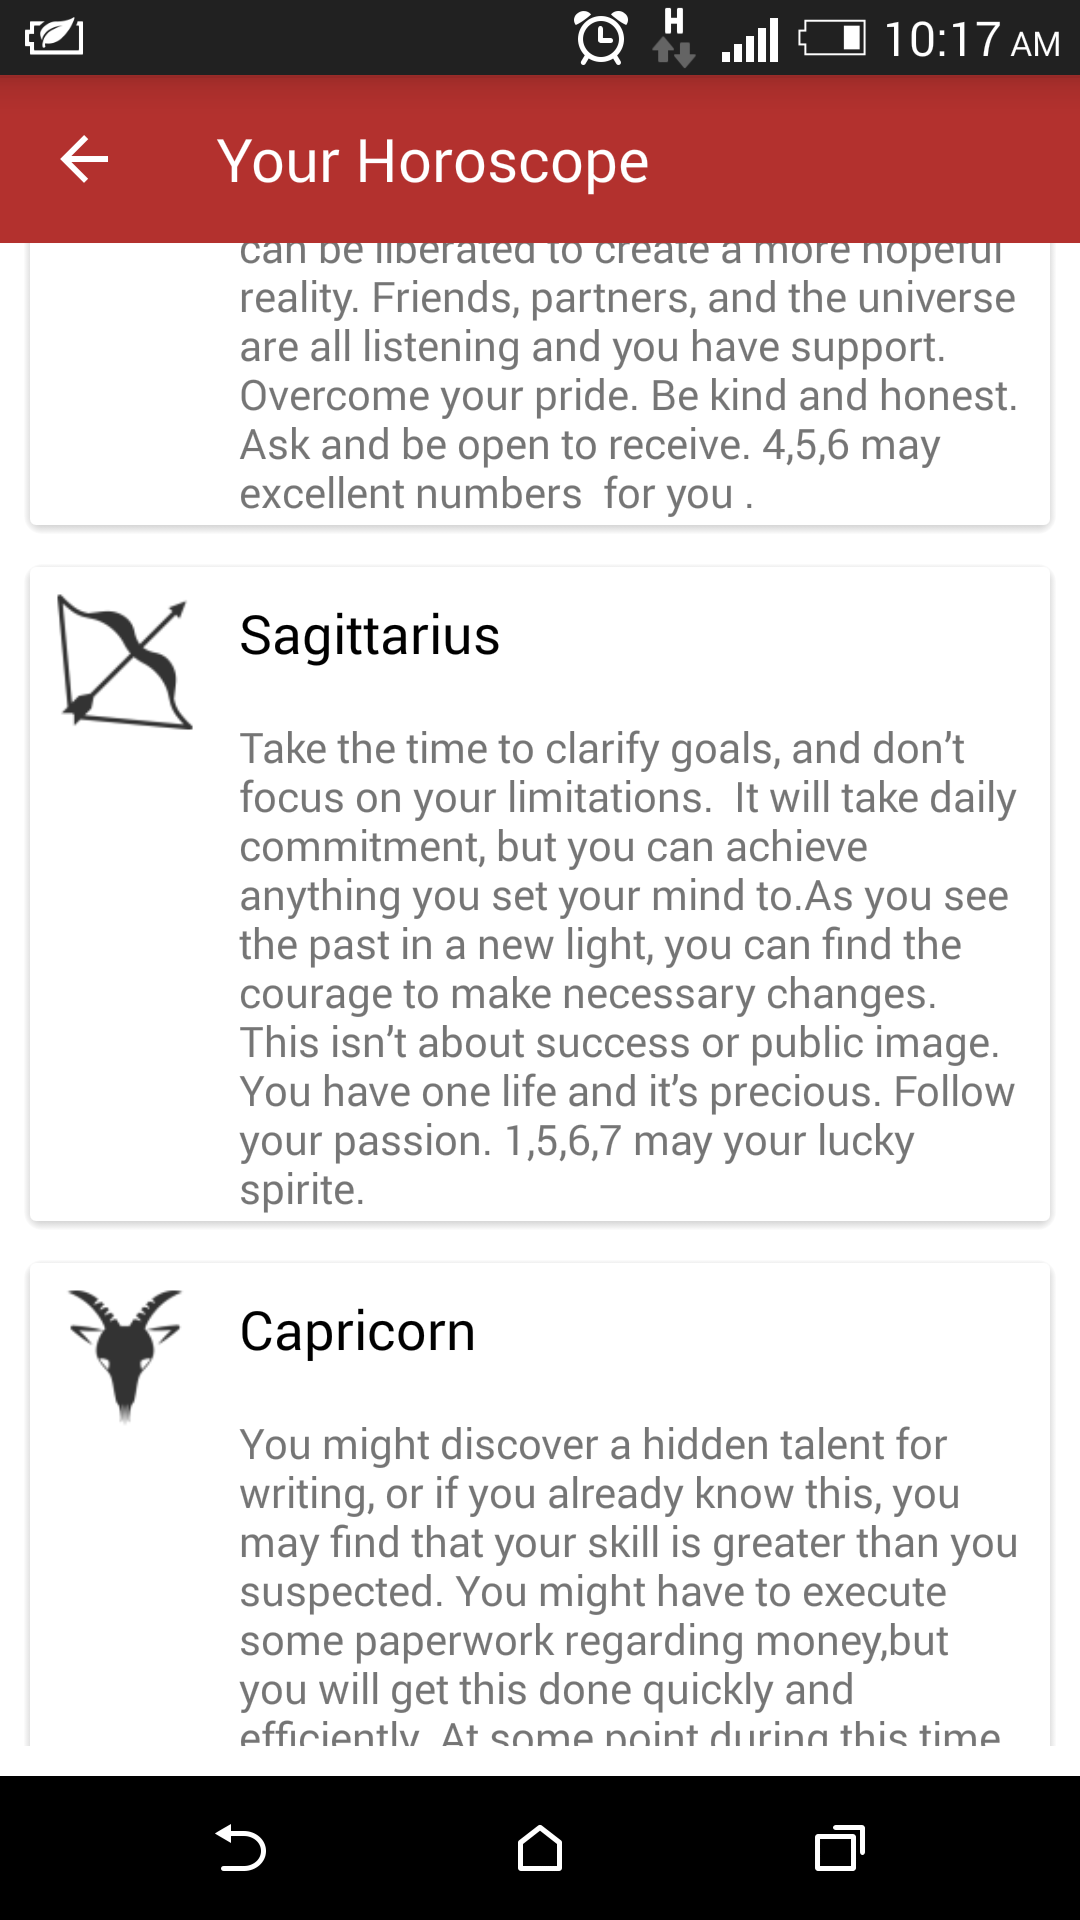 H
10:17 AM
Your Horoscope
can be liberated to create a more hopeful
reality. Friends, partners, and the universe
are all listening and you have support.
Overcome your pride. Be kind and honest.
Ask and be open to receive. 4,5,6 may
excellent numbers  for you .
Sagittarius
Take the time to clarify goals, and don’t
focus on your limitations.  It will take daily
commitment, but you can achieve
anything you set your mind to.As you see
the past in a new light, you can find the
courage to make necessary changes.
This isn’t about success or public image.
You have one life and it’s precious. Follow
your passion. 1,5,6,7 may your lucky
spirite.
Capricorn
You might discover a hidden talent for
writing, or if you already know this, you
may find that your skill is greater than you
suspected. You might have to execute
some paperwork regarding money,but
you will get this done quickly and
efficiently. At some point during this time